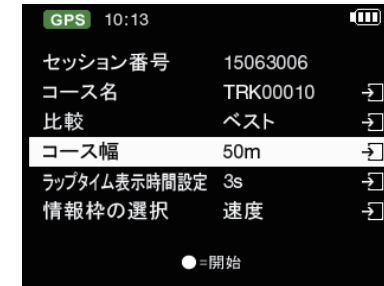 GPS 10:13
セッション番号 15063006
コース名 TRK00010
比較 ベスト
コース幅 50m
ラップタイム表示時間設定 3s
情報枠の選択 速度
●=開始